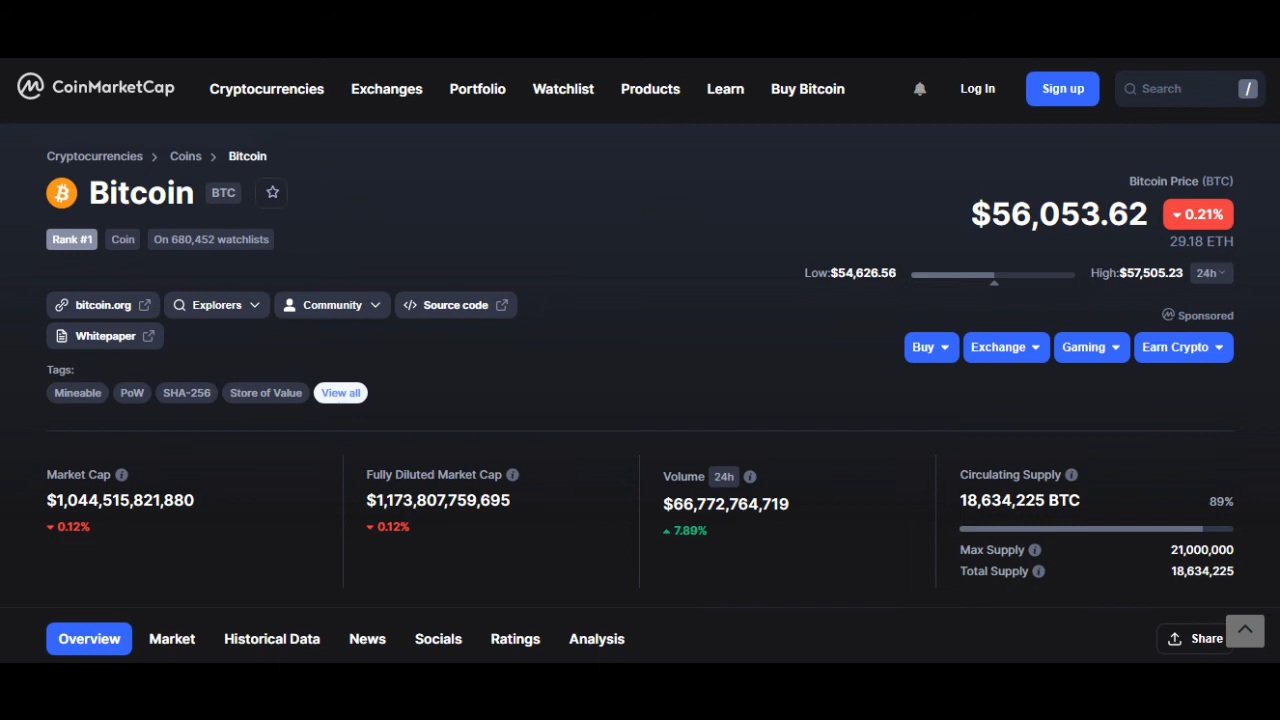 CoinMarketCap Cryptocurrencies Exchanges Portfolio Watchlist Products Learn Buy Bitcoin Log In Sign up Search /
Cryptocurrencies Coins Bitcoin
Bitcoin BTC
Rank #1 Coin On 680,452 watchlists
Bitcoin Price (BTC)
$56,053.62 0.21%
29.18 ETH
Low:$54,626.56 High:$57,505.23 24h
bitcoin.org Explorers Community Source code
Whitepaper
Sponsored
Buy Exchange Gaming Earn Crypto
Tags:
Mineable PoW SHA-256 Store of Value View all
Market Cap
$1,044,515,821,880
0.12%
Fully Diluted Market Cap
$1,173,807,759,695
0.12%
Volume 24h
$66,772,764,719
7.89%
Circulating Supply
18,634,225 BTC 89%
Max Supply 21,000,000
Total Supply 18,634,225
Overview Market Historical Data News Socials Ratings Analysis Share